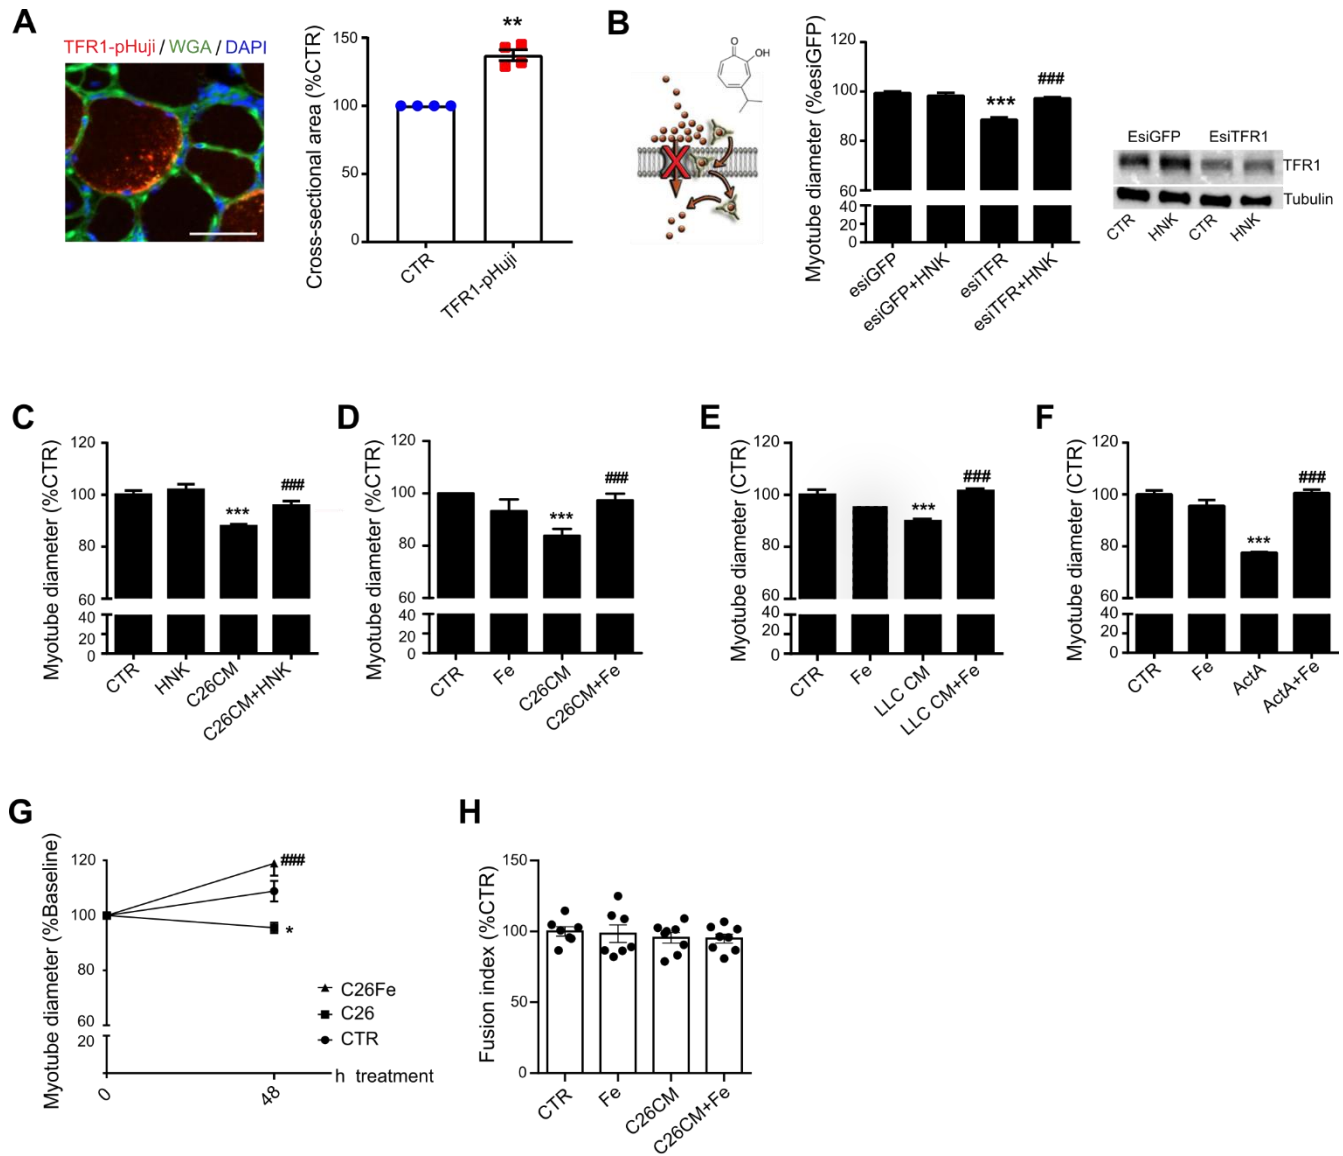 A
TFR1-pHuji / WGA / DAPI
Cross-sectional area (%CTR)
150
100
50
0
**
CTR
TFR1-pHuji
B
O
OH
Myotube diameter (%esiGFP)
120
100
80
60
40
20
0
***
###
esiGFP
esiGFP+HNK
esiTFR
esiTFR+HNK
EsiGFP EsiTFR1
TFR1
Tubulin
CTR HNK CTR HNK
C
Myotube diameter (%CTR)
120
100
80
60
40
20
0
***
###
CTR
HNK
C26CM
C26CM+HNK
D
Myotube diameter (%CTR)
120
100
80
60
40
20
0
***
###
CTR
Fe
C26CM
C26CM+Fe
E
Myotube diameter (CTR)
120
100
80
60
40
20
0
***
###
CTR
Fe
LLC CM
LLC CM+Fe
F
Myotube diameter (CTR)
120
100
80
60
40
20
0
***
###
CTR
Fe
ActA
ActA+Fe
G
Myotube diameter (%Baseline)
120
100
80
60
20
###
*
C26Fe
C26
CTR
0
48
h treatment
H
Fusion index (%CTR)
150
100
50
0
CTR
Fe
C26CM
C26CM+Fe